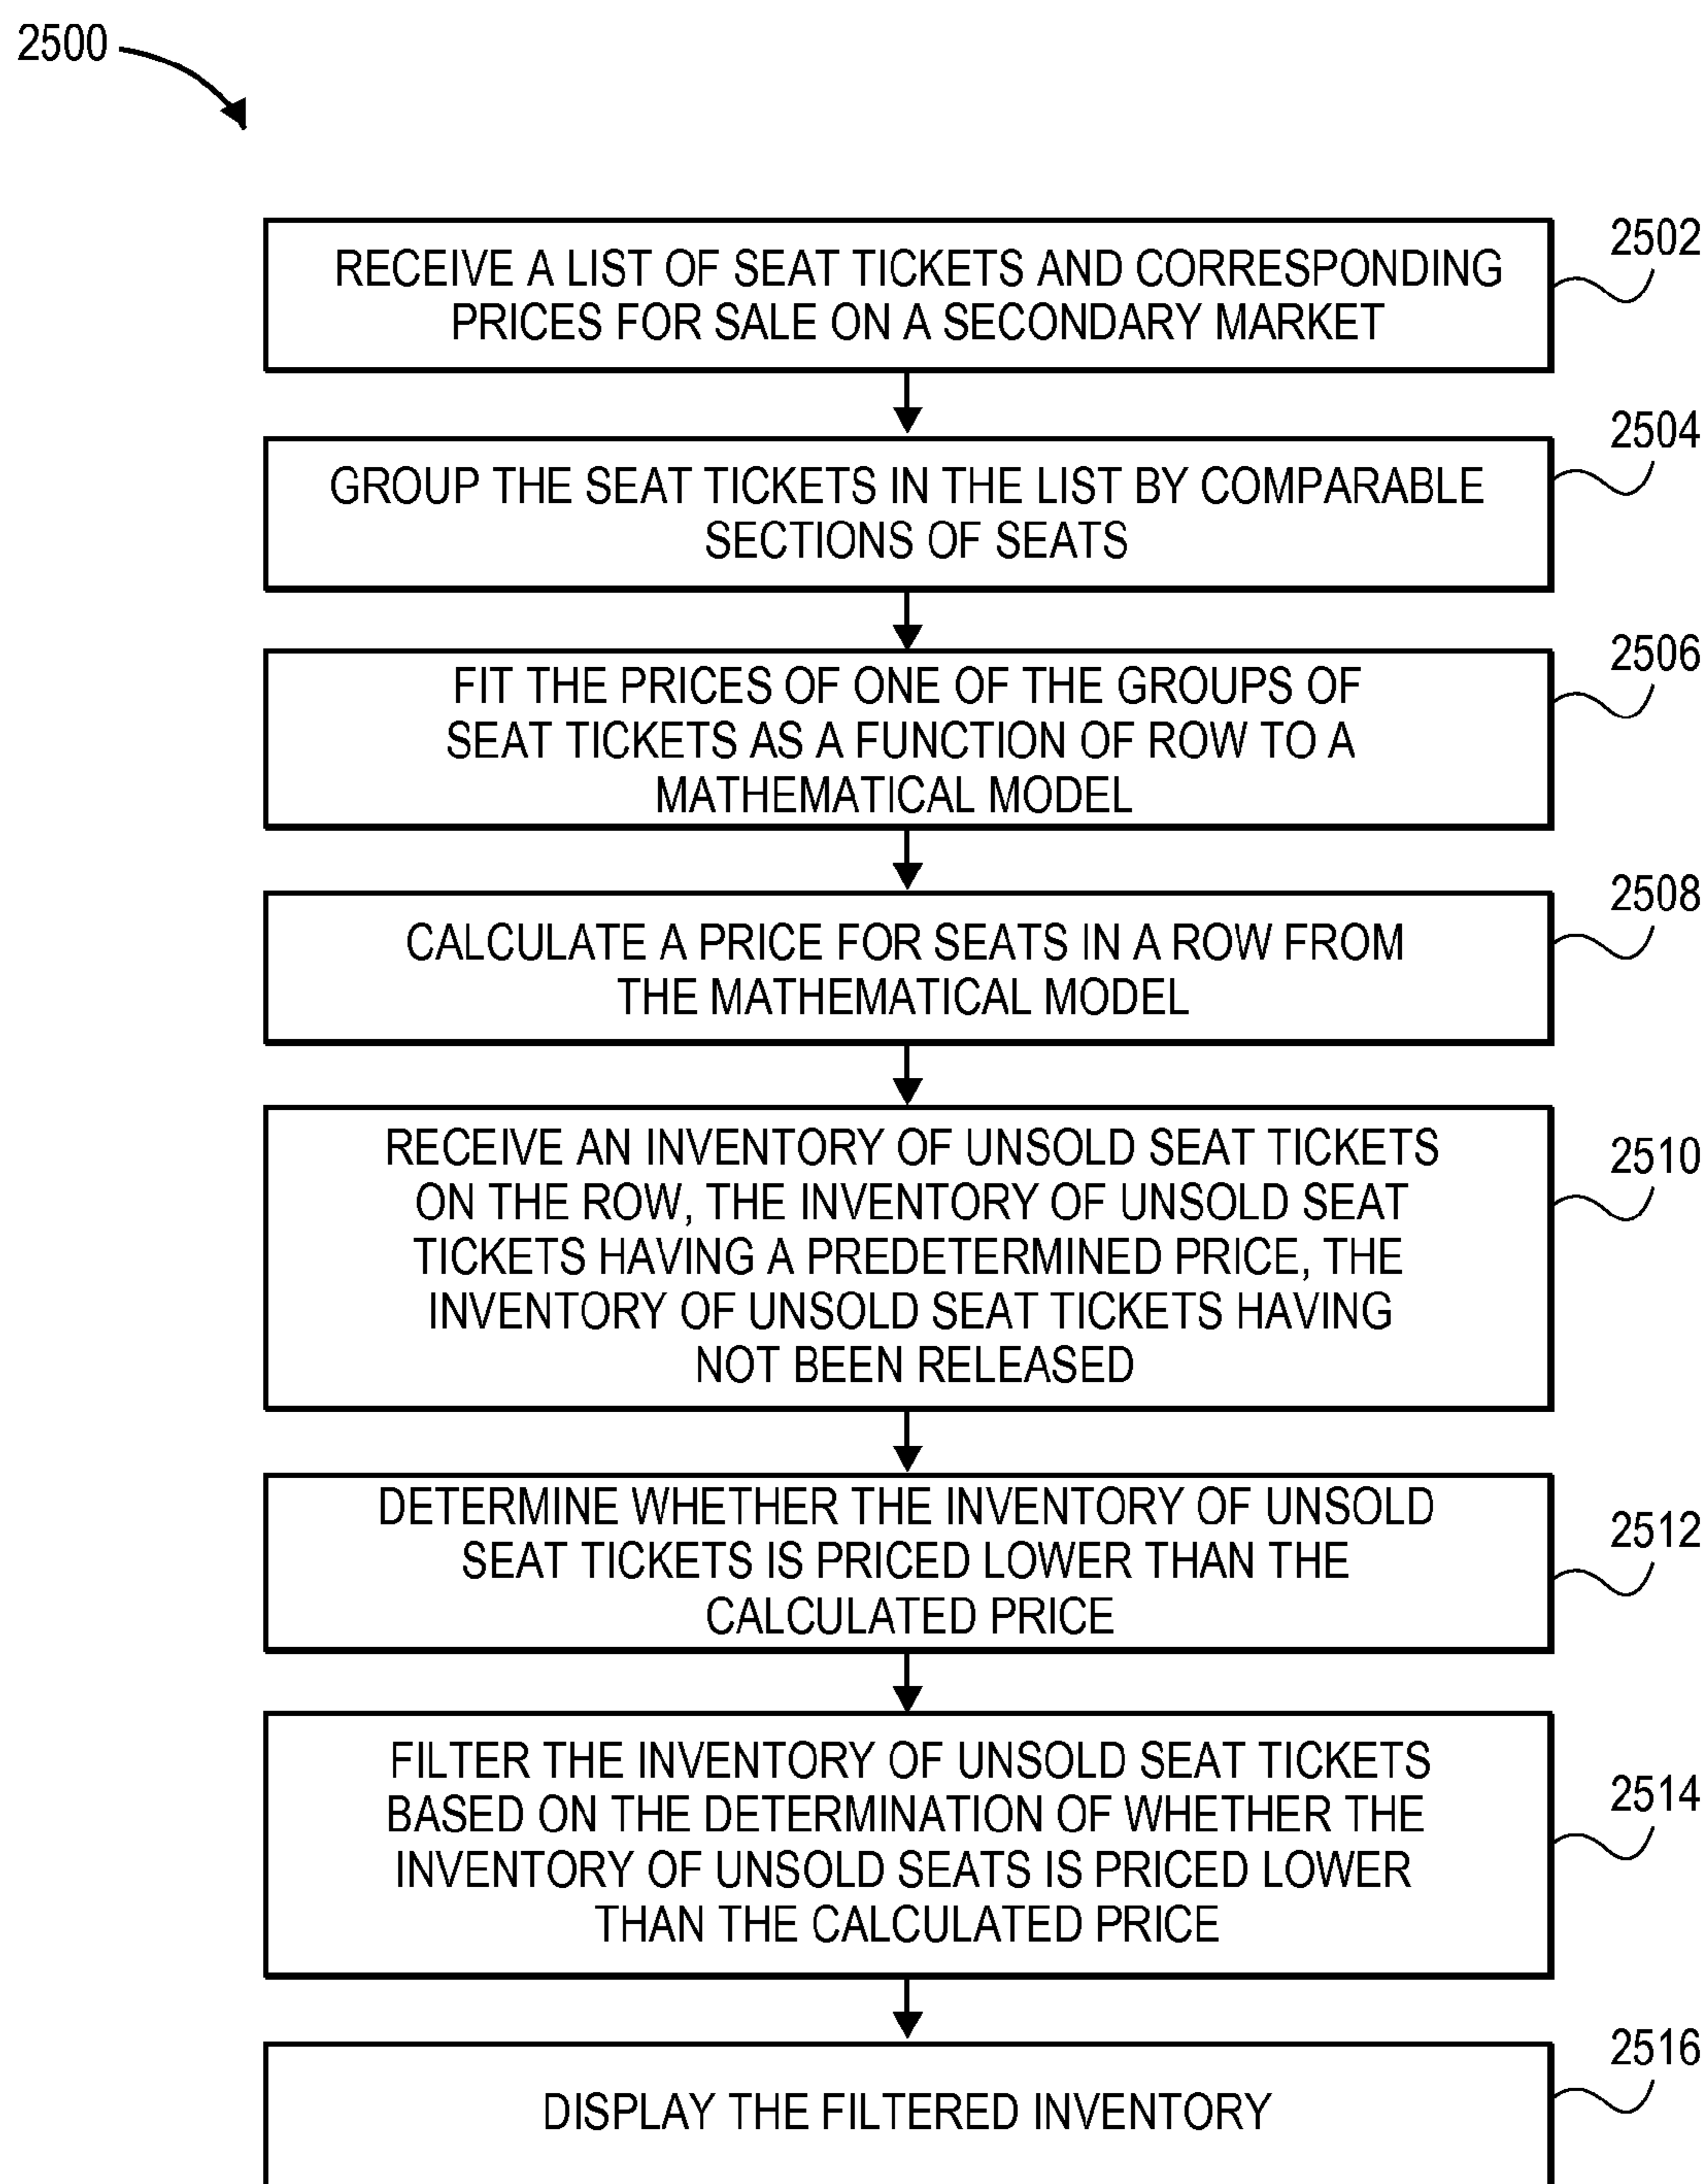 2500
2502
RECEIVE A LIST OF SEAT TICKETS AND CORRESPONDING
PRICES FOR SALE ON A SECONDARY MARKET
2504
GROUP THE SEAT TICKETS IN THE LIST BY COMPARABLE
SECTIONS OF SEATS
2506
FIT THE PRICES OF ONE OF THE GROUPS OF
SEAT TICKETS AS A FUNCTION OF ROW TO A
MATHEMATICAL MODEL
2508
CALCULATE A PRICE FOR SEATS IN A ROW FROM
THE MATHEMATICAL MODEL
2510
RECEIVE AN INVENTORY OF UNSOLD SEAT TICKETS
ON THE ROW, THE INVENTORY OF UNSOLD SEAT
TICKETS HAVING A PREDETERMINED PRICE, THE
INVENTORY OF UNSOLD SEAT TICKETS HAVING
NOT BEEN RELEASED
2512
DETERMINE WHETHER THE INVENTORY OF UNSOLD
SEAT TICKETS IS PRICED LOWER THAN THE
CALCULATED PRICE
2514
FILTER THE INVENTORY OF UNSOLD SEAT TICKETS
BASED ON THE DETERMINATION OF WHETHER THE
INVENTORY OF UNSOLD SEATS IS PRICED LOWER
THAN THE CALCULATED PRICE
2516
DISPLAY THE FILTERED INVENTORY